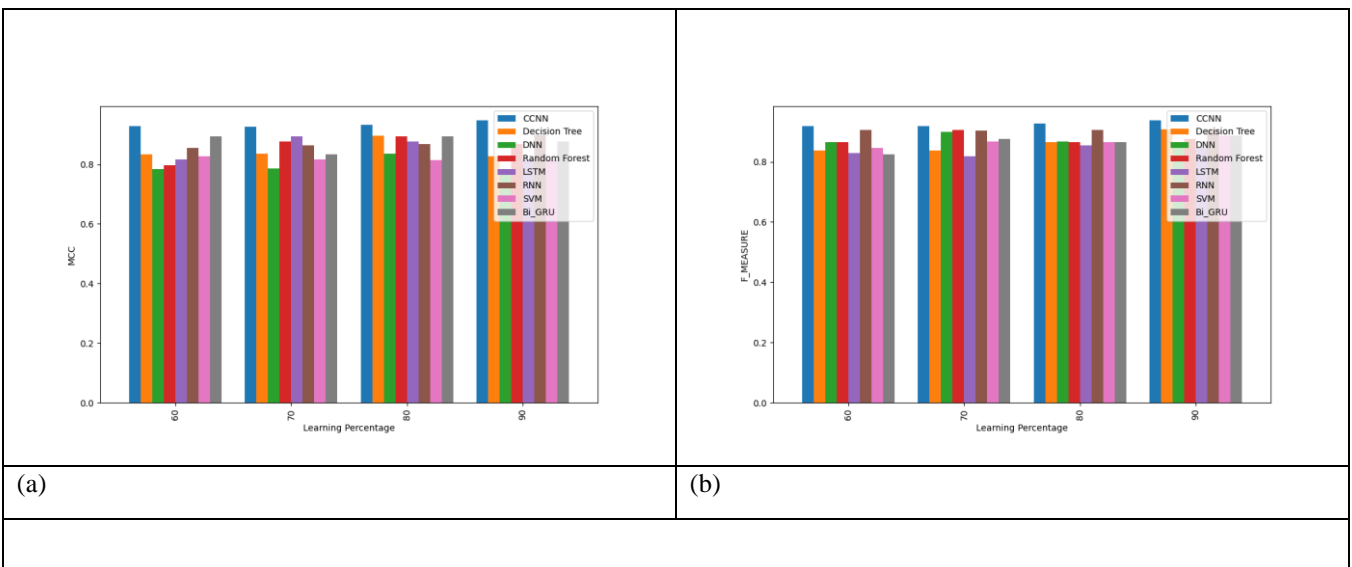 CCNN
Decision Tree
DNN
Random Forest
LSTM
RNN
SVM
Bi_GRU
MCC
0.8
0.6
0.4
0.2
0.0
60
70
80
90
Learning Percentage
CCNN
Decision Tree
DNN
Random Forest
LSTM
RNN
SVM
Bi_GRU
F_MEASURE
0.8
0.6
0.4
0.2
0.0
60
70
80
90
Learning Percentage
(a)
(b)